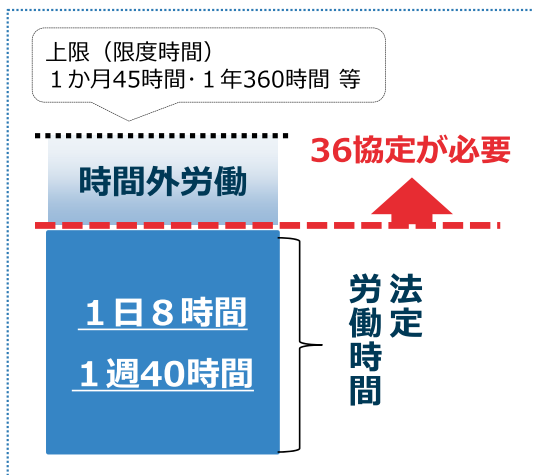 上限（限度時間）
１か月45時間･１年360時間 等
36協定が必要
時間外労働
１日８時間
１週40時間
法定
労働時間